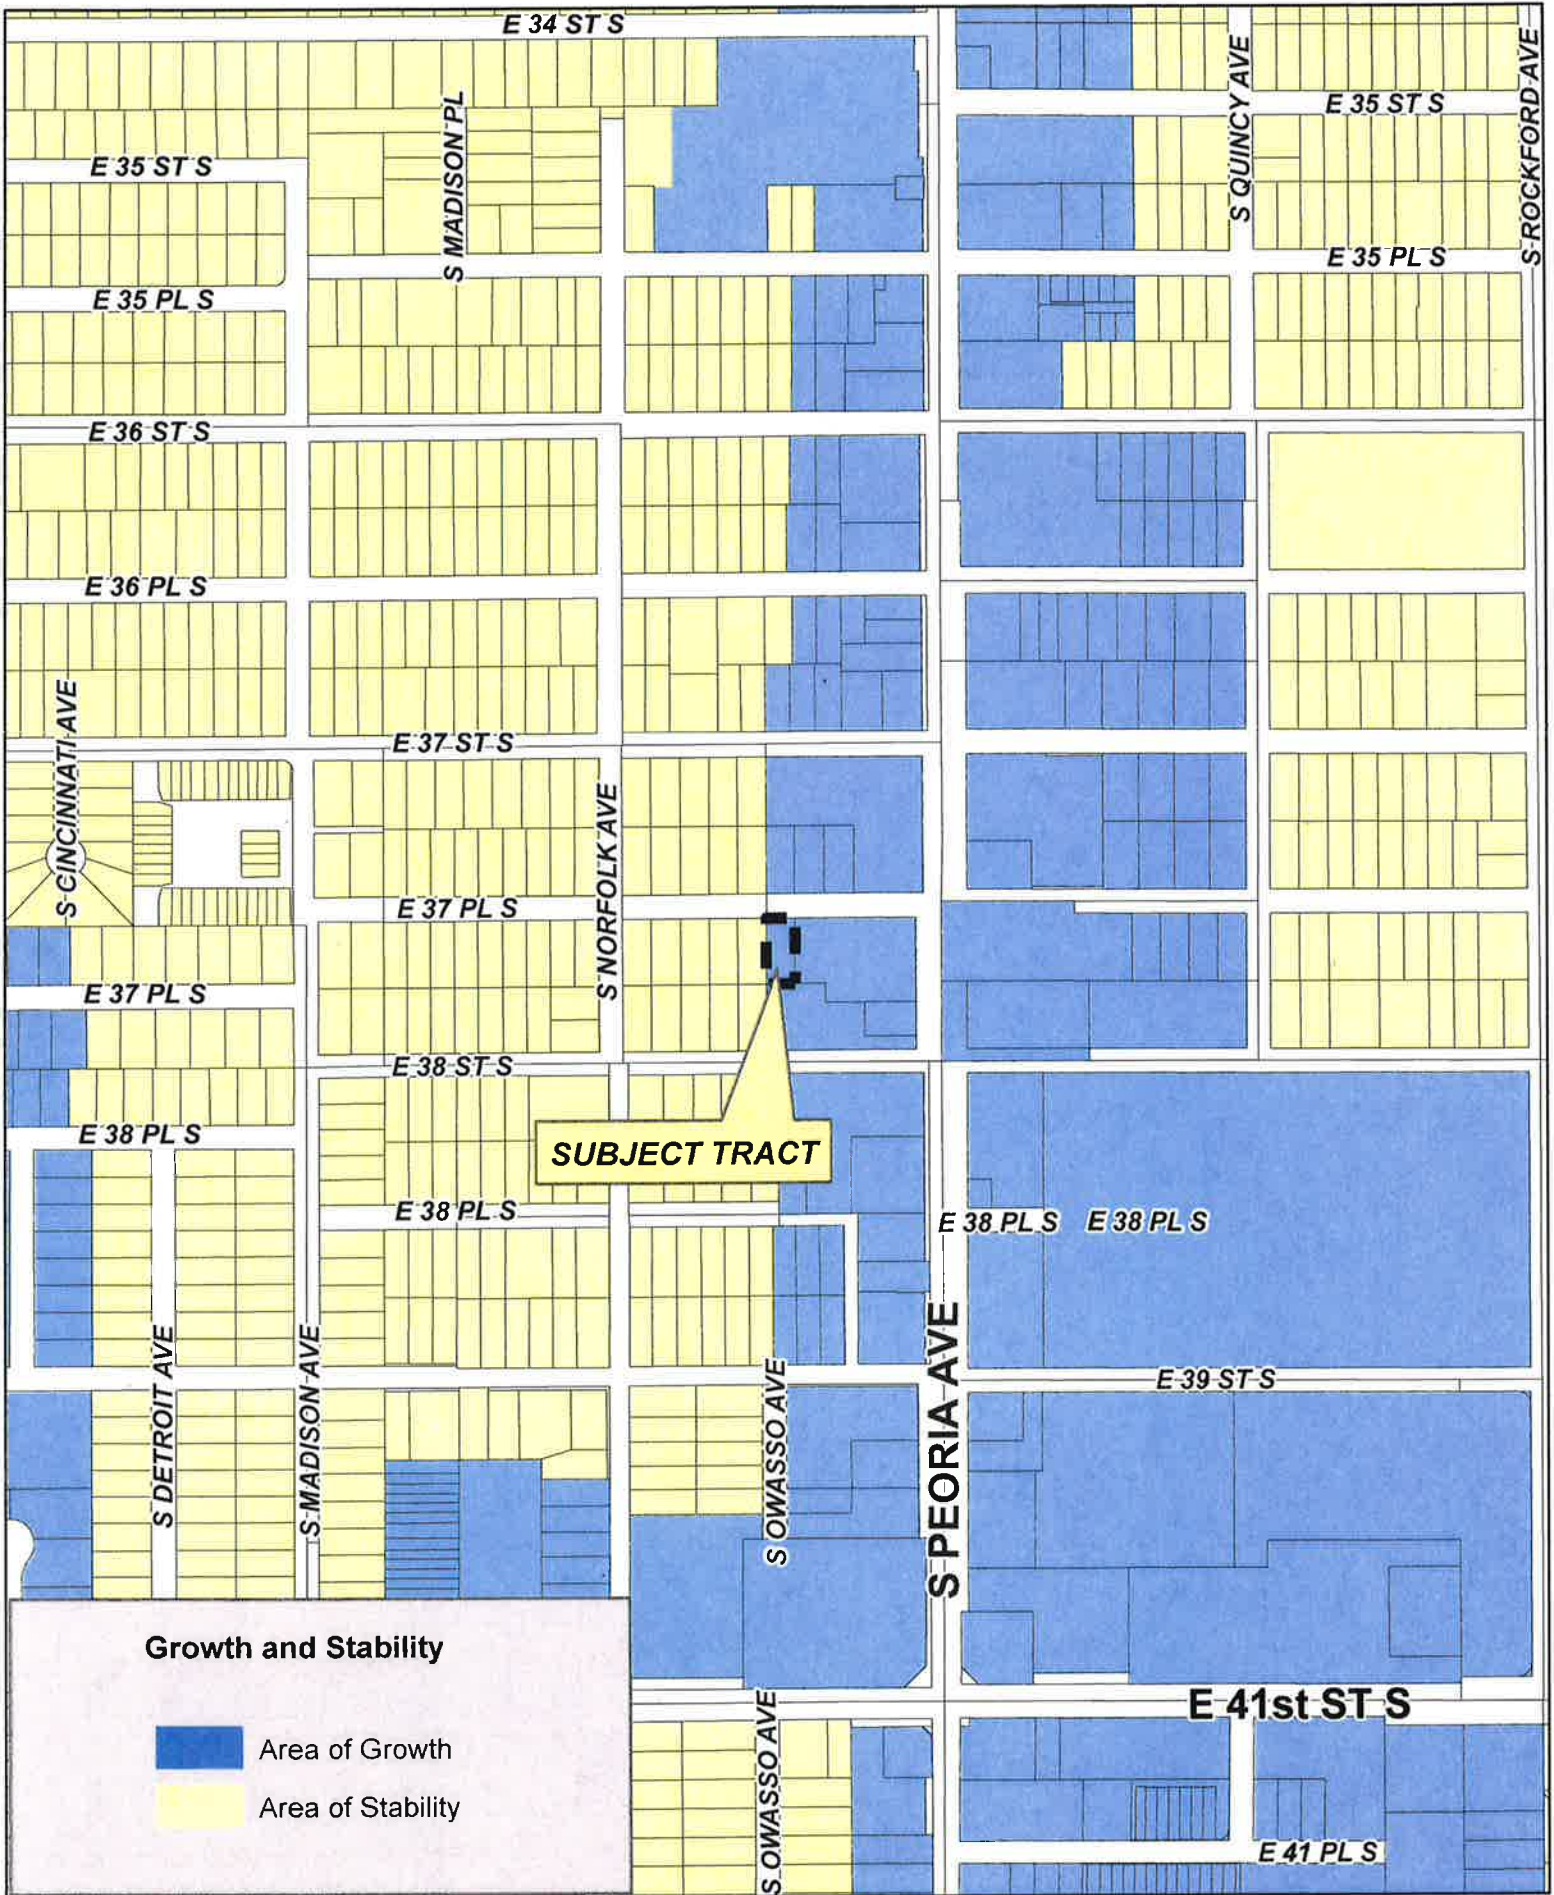 E 34 ST S
S QUINCY AVE
S ROCKFORD AVE
E 35 ST S
S MADISON PL
E 35 ST S
E 35 PL S
E 35 PL S
E 36 ST S
E 36 PL S
S CINCINNATI AVE
E 37 ST S
S NORFOLK AVE
E 37 PL S
E 37 PL S
E 38 ST S
E 38 PL S
SUBJECT TRACT
E 38 PL S
E 38 PL S
E 38 PL S
S DETROIT AVE
S MADISON AVE
S OWASSO AVE
S PEORIA AVE
E 39 ST S
Growth and Stability
Area of Growth
Area of Stability
S OWASSO AVE
E 41st ST S
E 41 PL S